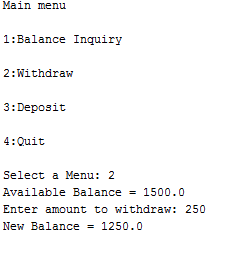 Main menu
1:Balance Inquiry
2:Withdraw
3:Deposit
4:Quit
Select a Menu: 2
Available Balance = 1500.0
Enter amount to withdraw: 250
New Balance = 1250.0